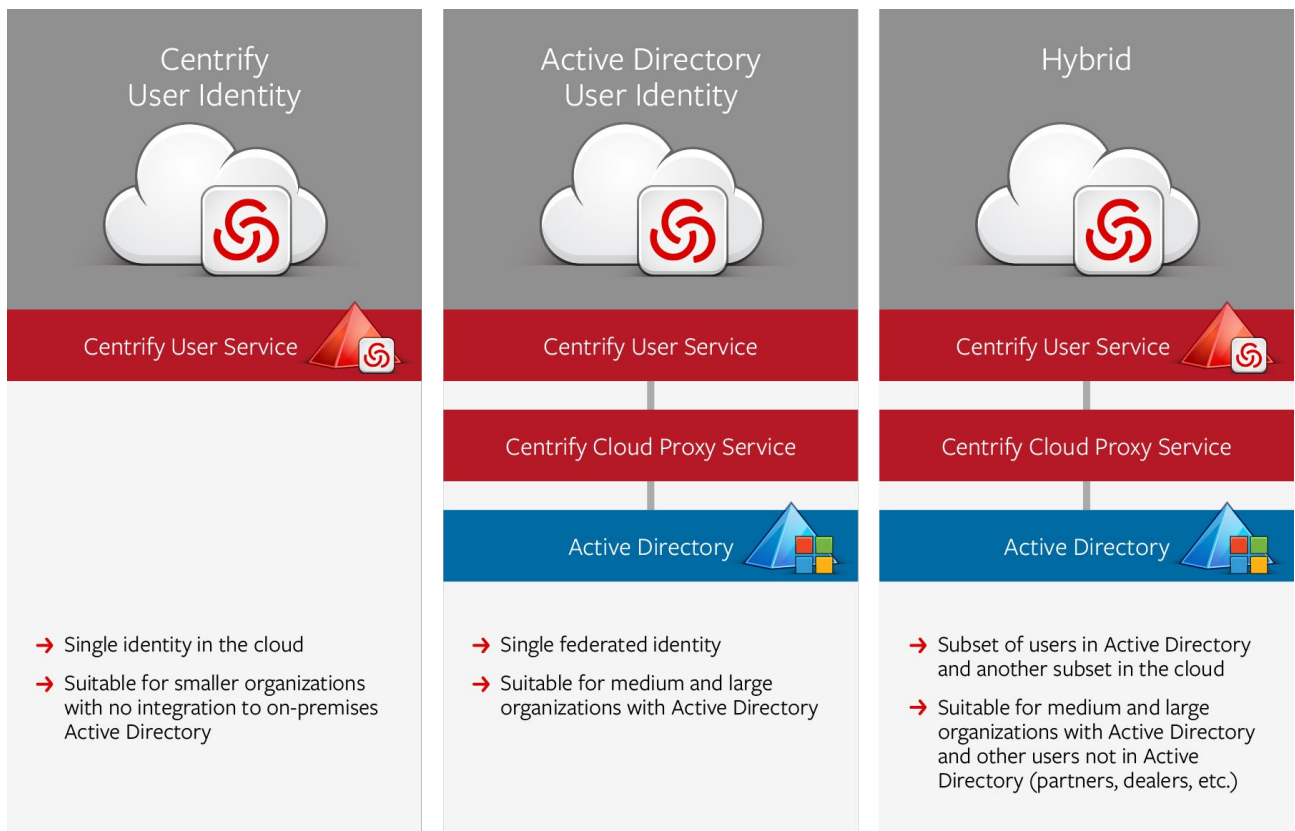 Centrify
User Identity
Centrify User Service
→ Single identity in the cloud
→ Suitable for smaller organizations
with no integration to on-premises
Active Directory
Active Directory
User Identity
Centrify User Service
Centrify Cloud Proxy Service
Active Directory
→ Single federated identity
→ Suitable for medium and large
organizations with Active Directory
Hybrid
Centrify User Service
Centrify Cloud Proxy Service
Active Directory
→ Subset of users in Active Directory
and another subset in the cloud
→ Suitable for medium and large
organizations with Active Directory
and other users not in Active
Directory (partners, dealers, etc.)